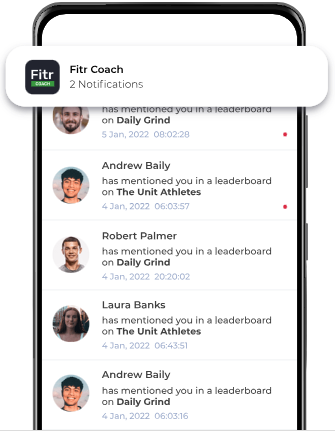 Fitr
COACH
Fitr Coach
2 Notifications
has mentioned you in a leaderboard
on Daily Grind
5 Jan, 2022 08:02:28
Andrew Baily
has mentioned you in a leaderboard
on The Unit Athletes
4 Jan, 2022 06:03:57
Robert Palmer
has mentioned you in a leaderboard
on Daily Grind
4 Jan, 2022 20:20:02
Laura Banks
has mentioned you in a leaderboard
on The Unit Athletes
4 Jan, 2022 06:43:51
Andrew Baily
has mentioned you in a leaderboard
on Daily Grind
4 Jan, 2022 06:03:16